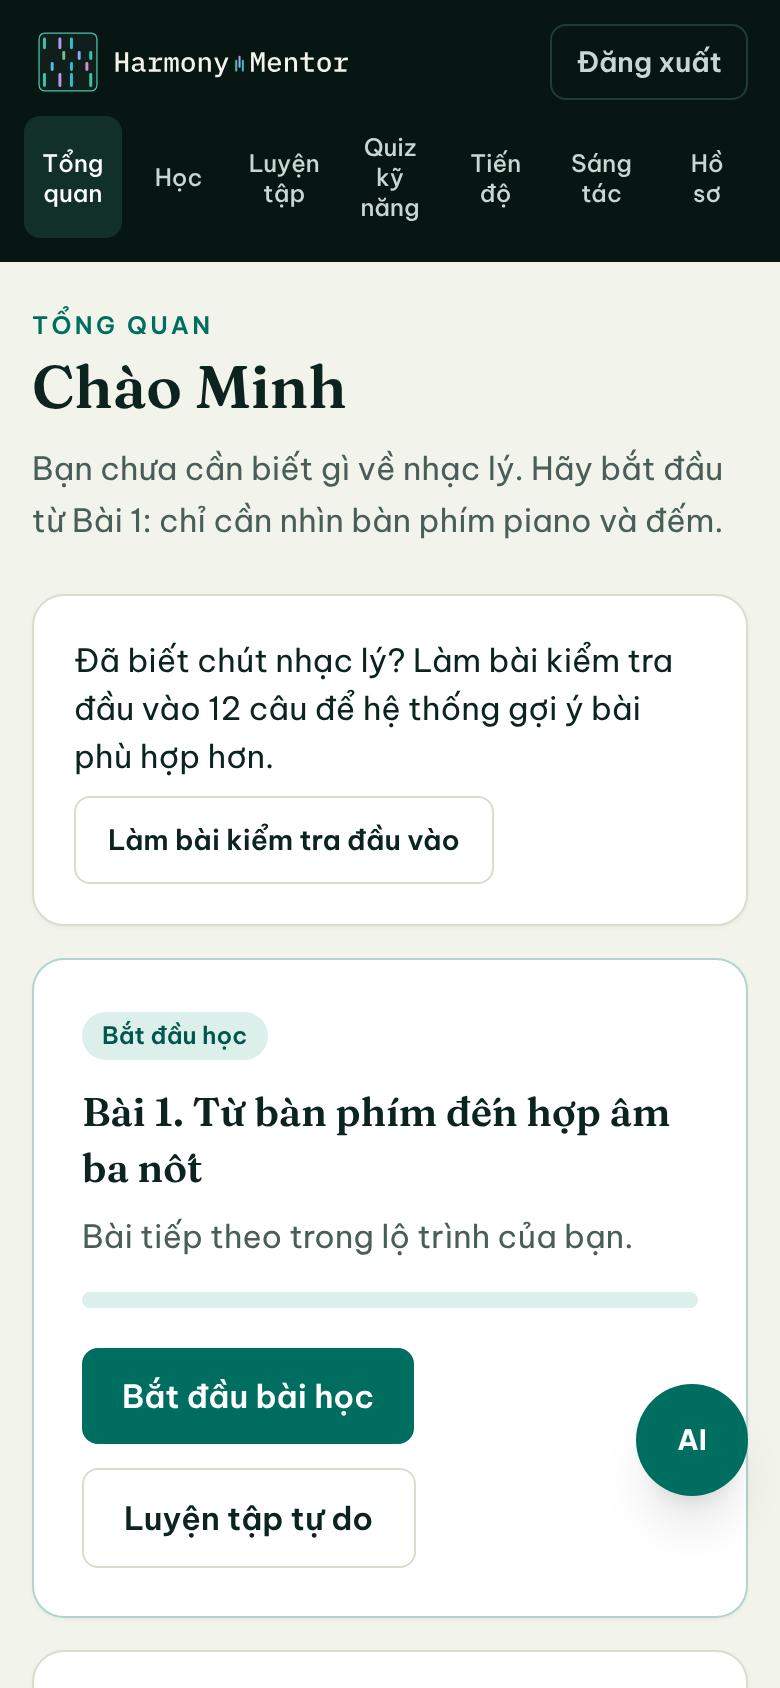 Harmony Mentor
Đăng xuất
Tổng quan
Học
Luyện tập
Quiz kỹ năng
Tiến độ
Sáng tác
Hồ sơ
TỔNG QUAN
Chào Minh
Bạn chưa cần biết gì về nhạc lý. Hãy bắt đầu
từ Bài 1: chỉ cần nhìn bàn phím piano và đếm.
Đã biết chút nhạc lý? Làm bài kiểm tra
đầu vào 12 câu để hệ thống gợi ý bài
phù hợp hơn.
Làm bài kiểm tra đầu vào
Bắt đầu học
Bài 1. Từ bàn phím đến hợp âm
ba nốt
Bài tiếp theo trong lộ trình của bạn.
Bắt đầu bài học
AI
Luyện tập tự do